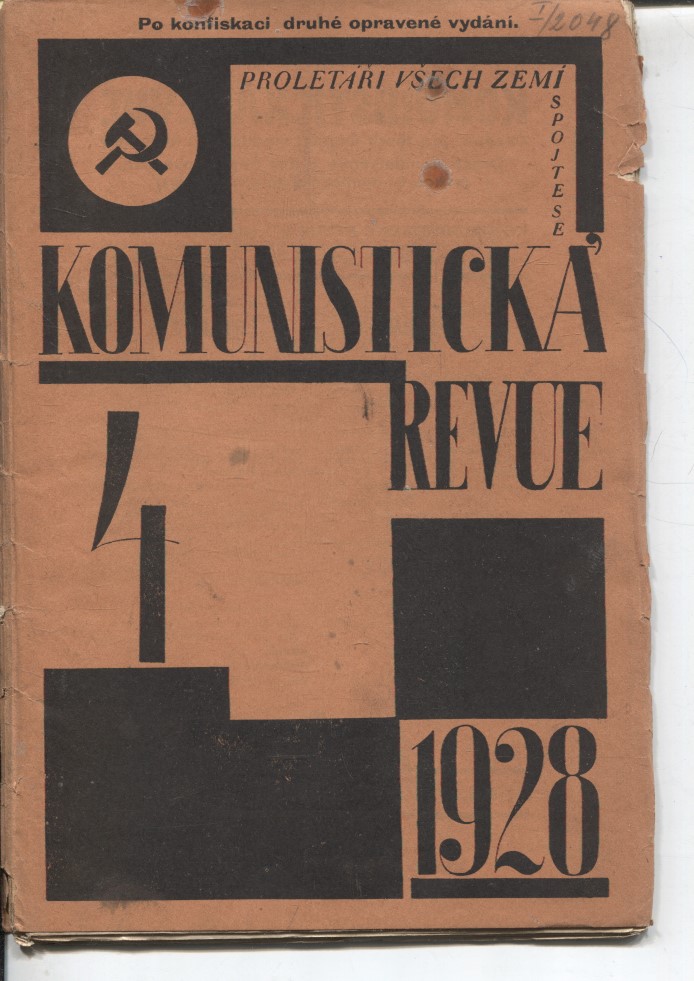 Po konfiskaci druhé opravené vydání.
I/2048
PROLETÁŘI VŠECH ZEMÍ
SPOJTE SE
KOMUNISTICKÁ
REVUE
4
1928